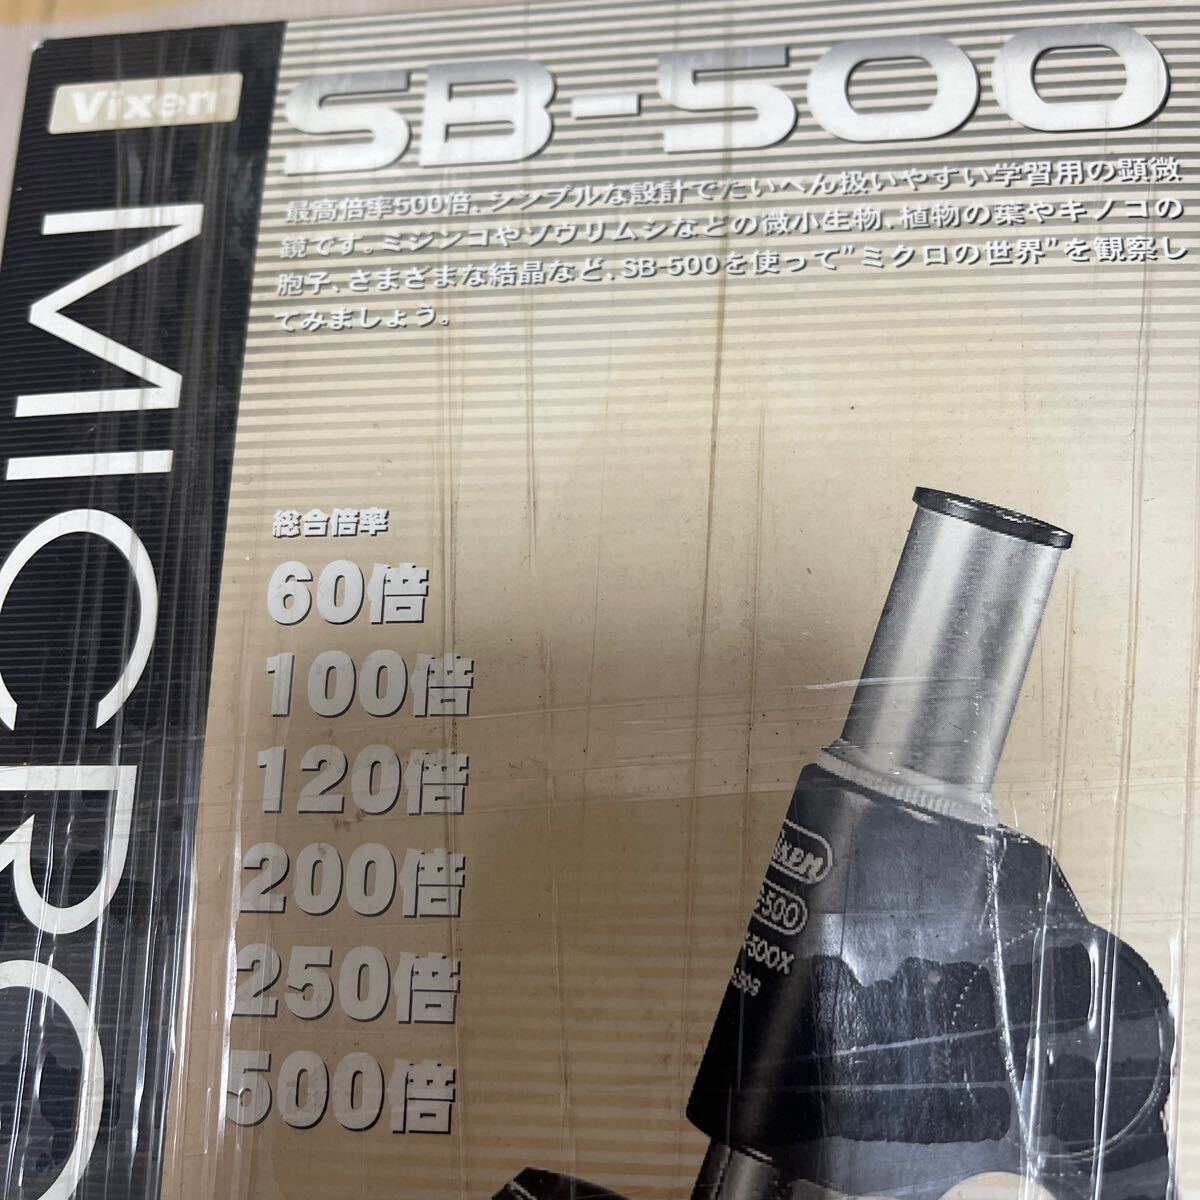 Vixen
SB-500
最高倍率500倍、シンプルな設計でたいへん扱いやすい学習用の顕微
鏡です。ミジンコやゾウリムシなどの微小生物、植物の葉やキノコの
胞子、さまざまな結晶など、SB-500を使って"ミクロの世界"を観察し
てみましょう。
MICRO
総合倍率
60倍
100倍
120倍
200倍
250倍
500倍
Vixen
-500
500X